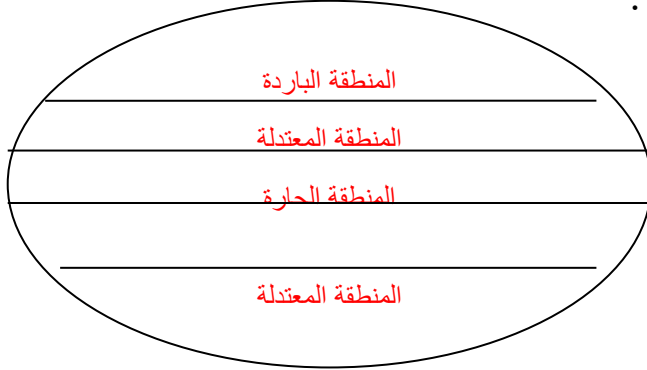 .
المنطقة الباردة
المنطقة المعتدلة
المنطقة الحارة
المنطقة المعتدلة